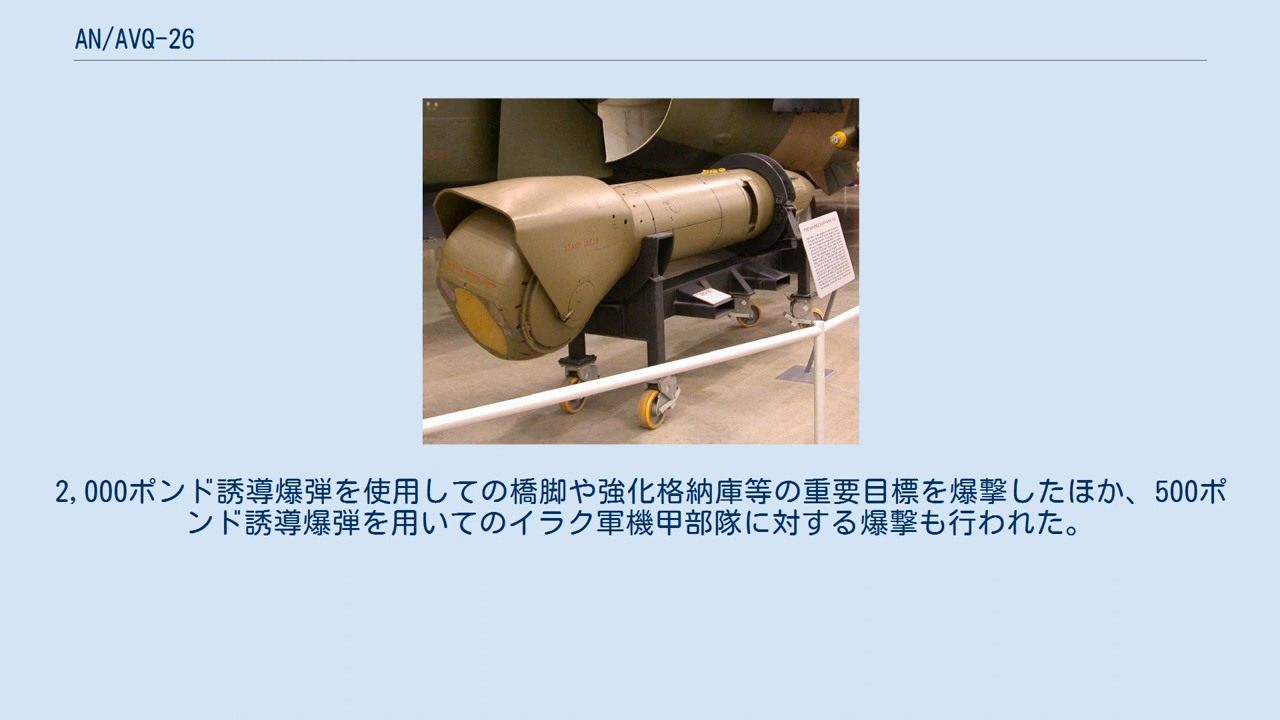 AN/AVQ-26
2,000ポンド誘導爆弾を使用しての橋脚や強化格納庫等の重要目標を爆撃したほか、500ポ
ンド誘導爆弾を用いてのイラク軍機甲部隊に対する爆撃も行われた。